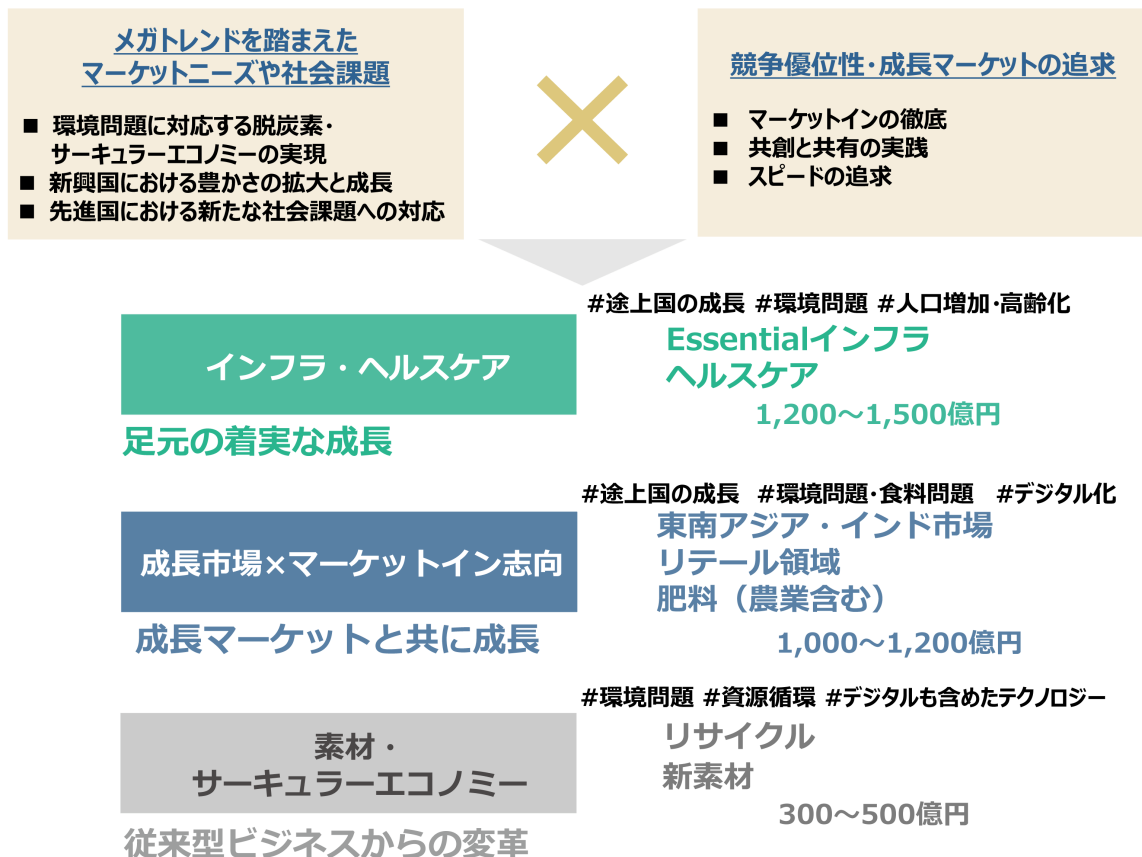 メガトレンドを踏まえた
マーケットニーズや社会課題
■ 環境問題に対応する脱炭素・
サーキュラーエコノミーの実現
■ 新興国における豊かさの拡大と成長
■ 先進国における新たな社会課題への対応
×
競争優位性・成長マーケットの追求
■ マーケットインの徹底
■ 共創と共有の実践
■ スピードの追求
#途上国の成長 #環境問題 #人口増加・高齢化
インフラ・ヘルスケア
Essentialインフラ
ヘルスケア
1,200～1,500億円
足元の着実な成長
#途上国の成長 #環境問題・食料問題 #デジタル化
成長市場×マーケットイン志向
東南アジア・インド市場
リテール領域
肥料（農業含む）
1,000～1,200億円
成長マーケットと共に成長
#環境問題 #資源循環 #デジタルも含めたテクノロジー
素材・
サーキュラーエコノミー
リサイクル
新素材
300～500億円
従来型ビジネスからの変革